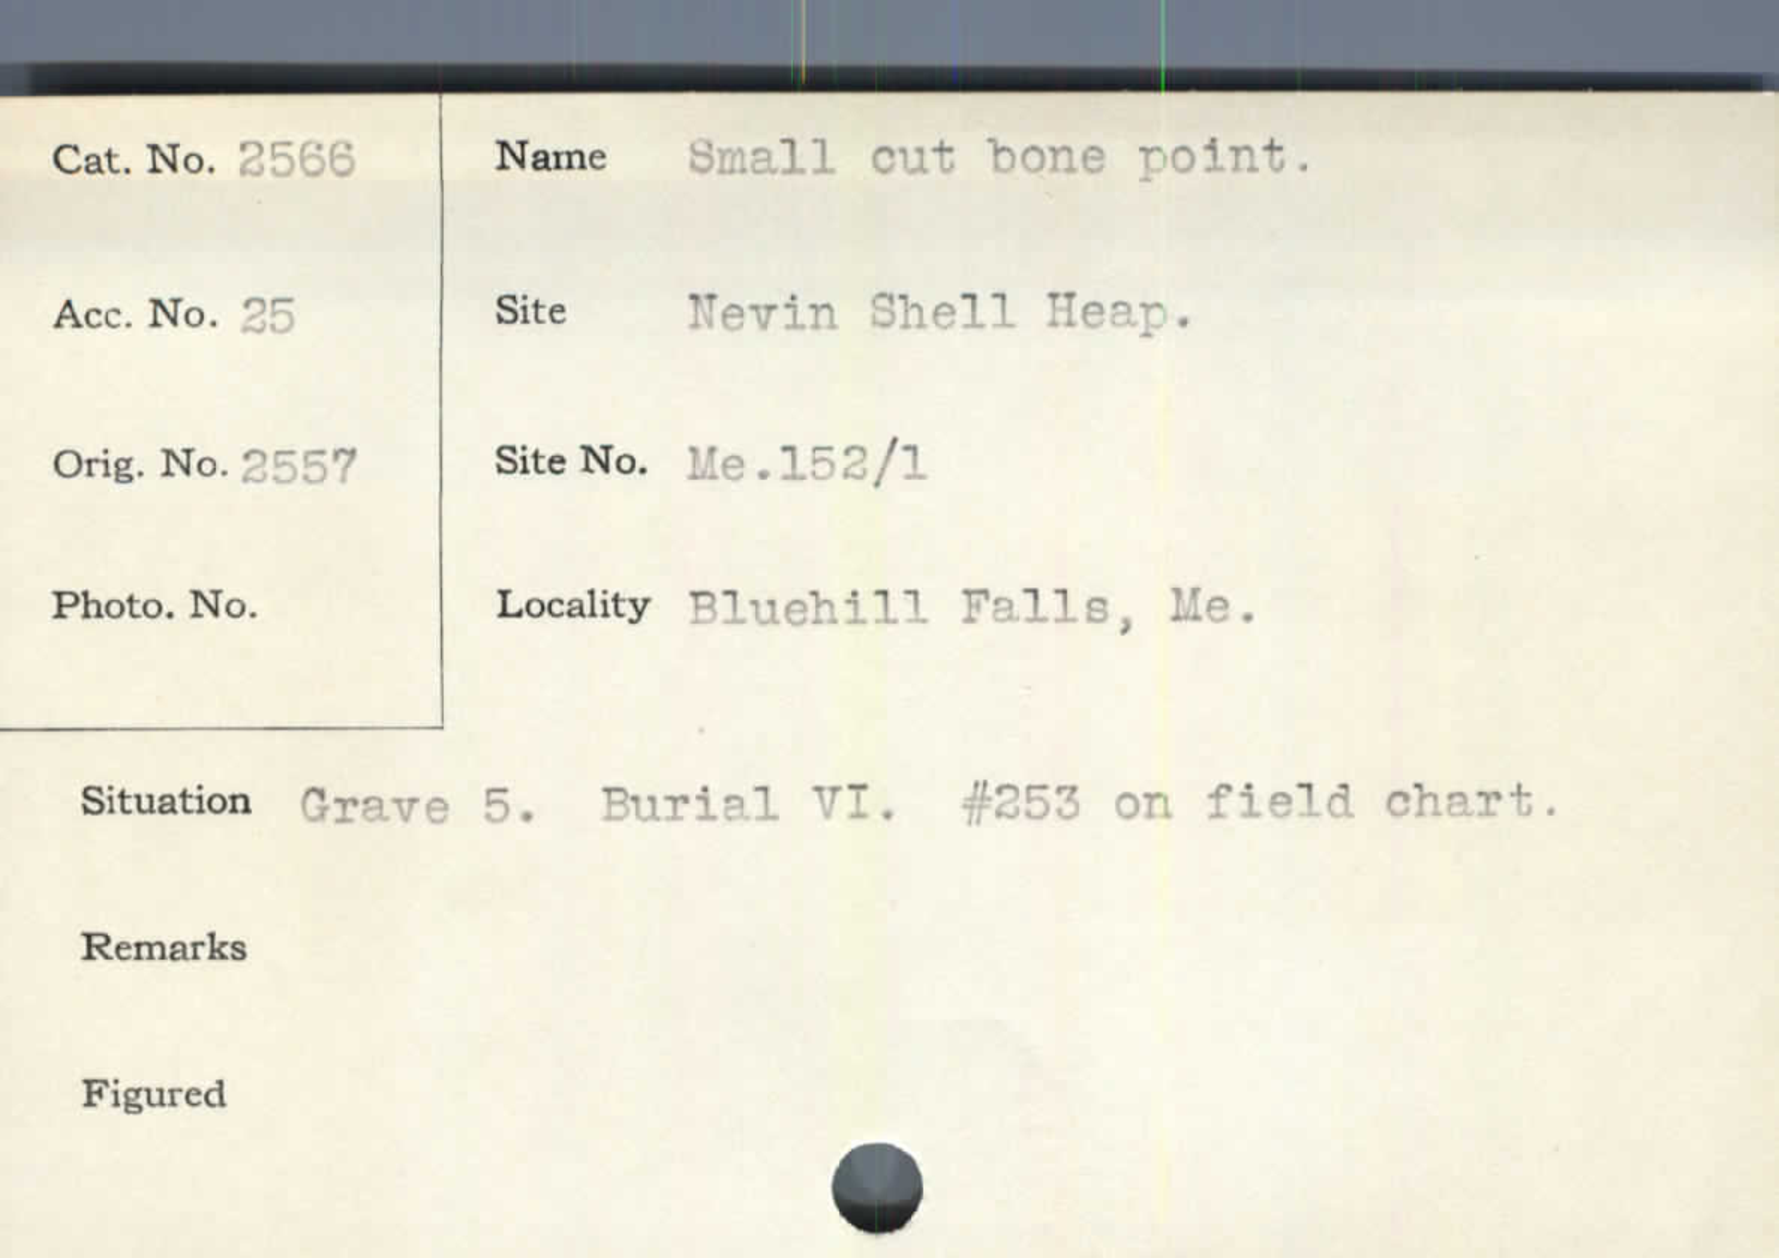 Cat. No. 2566
Name Small cut bone point.
Acc. No. 25
Site Nevin Shell Heap.
Orig. No. 2557
Site No. Me.152/1
Photo. No.
Locality Bluehill Falls, Me.
Situation Grave 5. Burial VI. #253 on field chart.
Remarks
Figured